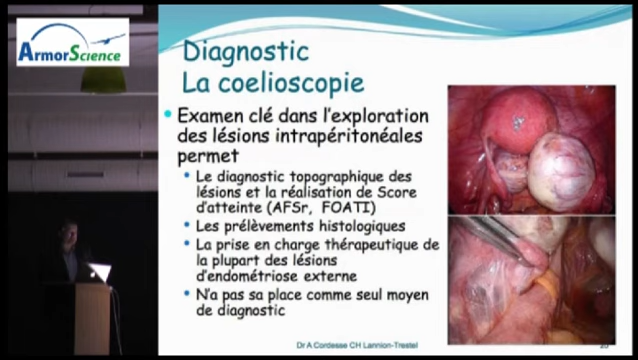 ArmorScience
Diagnostic
La coelioscopie
• Examen clé dans l'exploration
des lésions intrapéritonéales
permet
• Le diagnostic topographique des
lésions et la réalisation de Score
d'atteinte (AFSr, FOATI)
• Les prélèvements histologiques
• La prise en charge thérapeutique de
la plupart des lésions
d'endométriose externe
• N'a pas sa place comme seul moyen
de diagnostic
Dr A Cordesse CH Lannion-Trestel